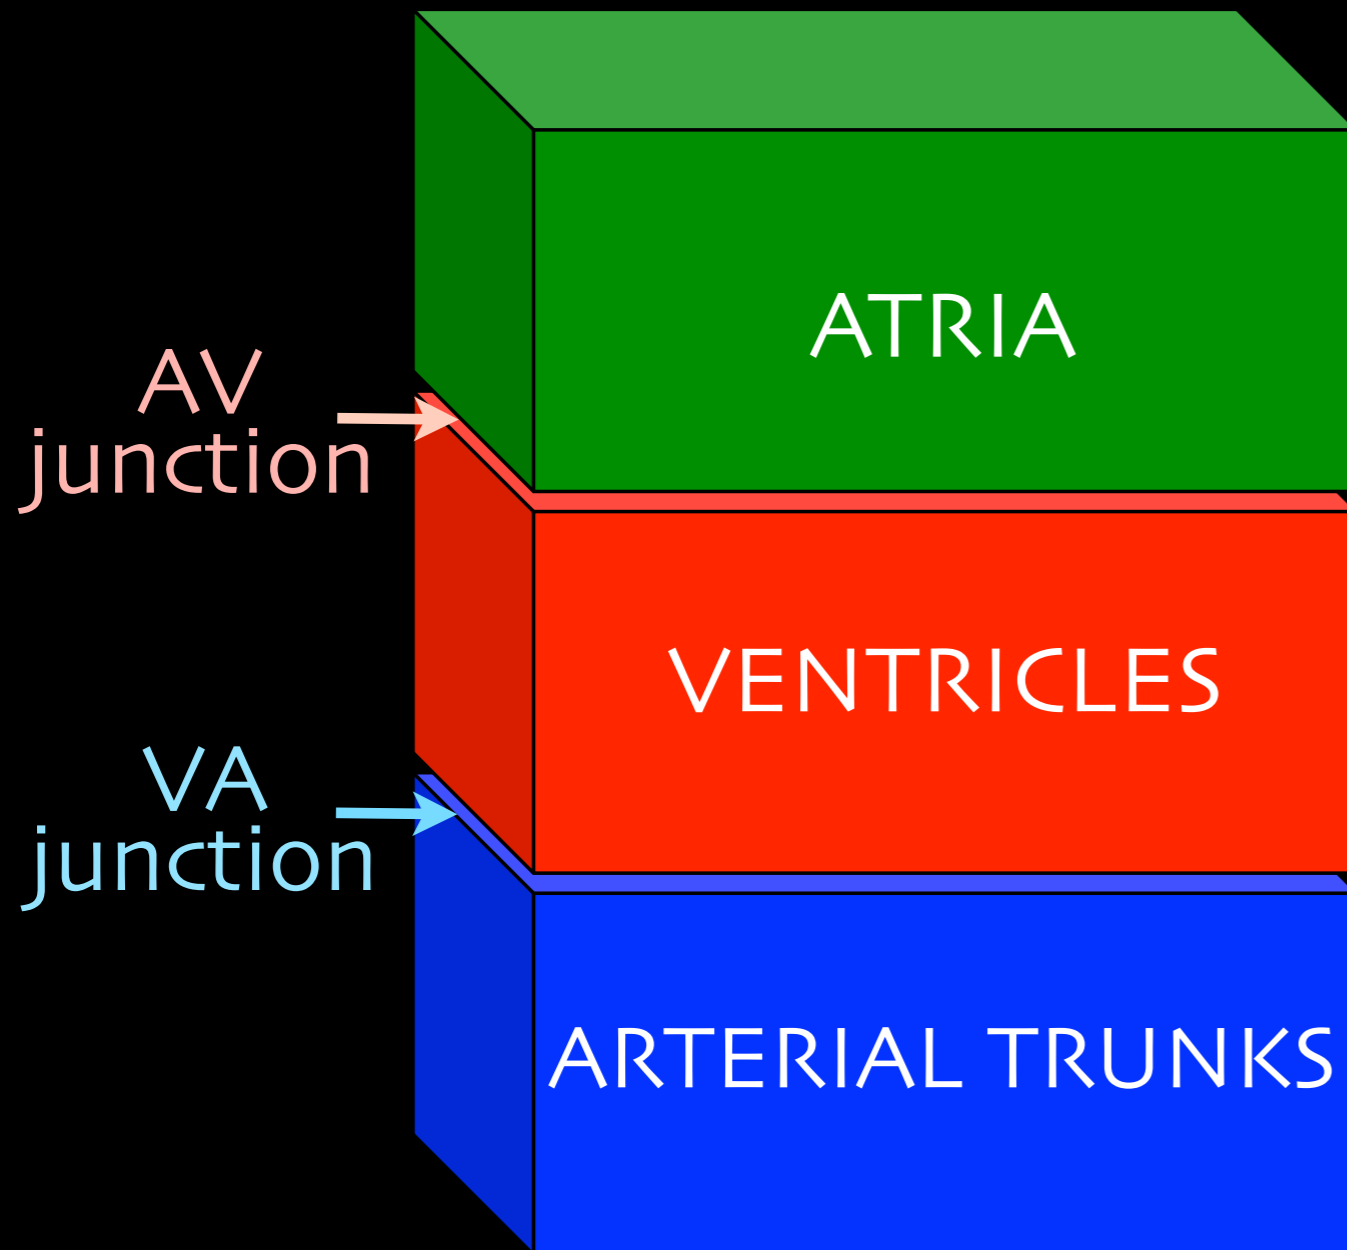 ATRIA
AV
junction
VENTRICLES
VA
junction
ARTERIAL TRUNKS